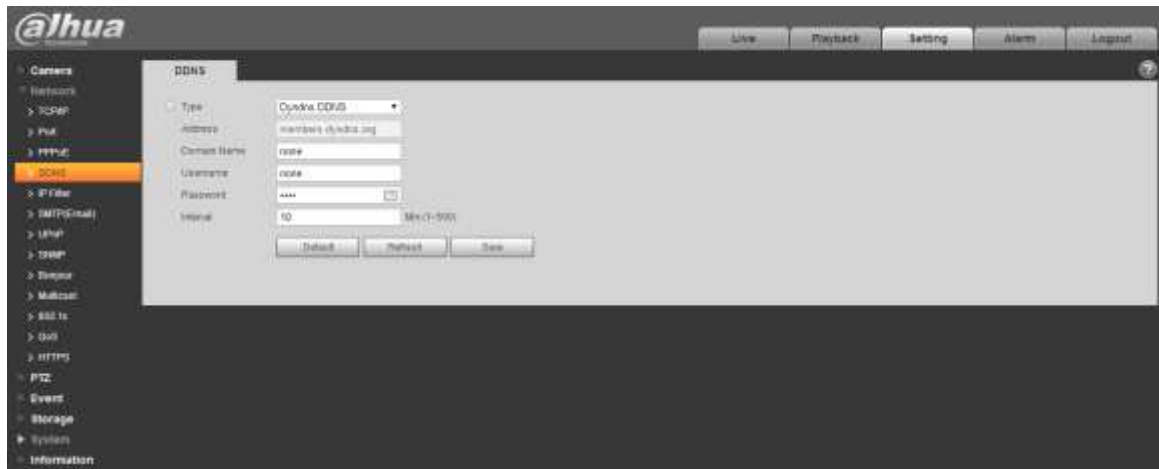 alhua
TECHNOLOGY
Live
Playback
Setting
Alarm
Logout
Camera
Network
> TCP/IP
> Port
> PPPoE
> DDNS
> IP Filter
> SMTP(Email)
> UPnP
> SNMP
> Bonjour
> Multicast
> 802.1x
> QoS
> HTTPS
PTZ
Event
Storage
System
Information
DDNS
Type Dyndns DDNS
Address members.dyndns.org
Domain Name none
Username none
Password ••••
Interval 10 Min.(1~500)
Default Refresh Save
?